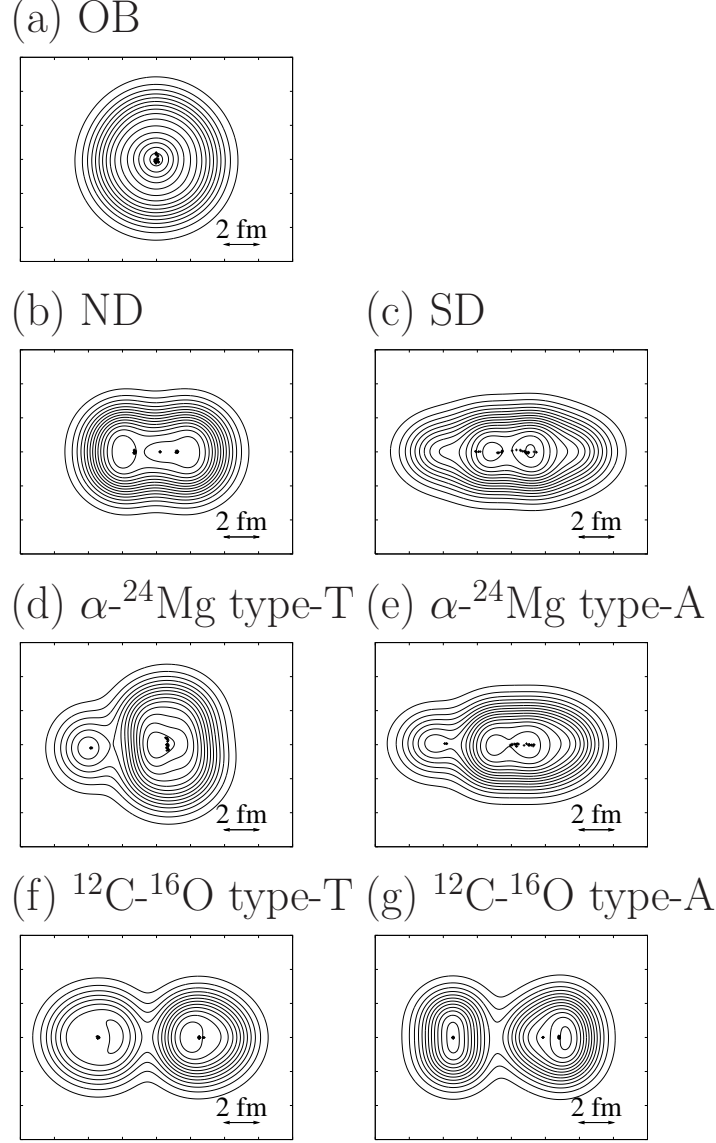 (a) OB
2 fm
(b) ND (c) SD
2 fm 2 fm
(d) α-²⁴Mg type-T (e) α-²⁴Mg type-A
2 fm 2 fm
(f) ¹²C-¹⁶O type-T (g) ¹²C-¹⁶O type-A
2 fm 2 fm